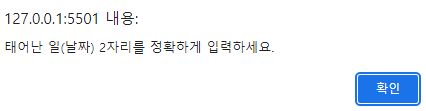 127.0.0.1:5501 내용:
태어난 일(날짜) 2자리를 정확하게 입력하세요.
확인